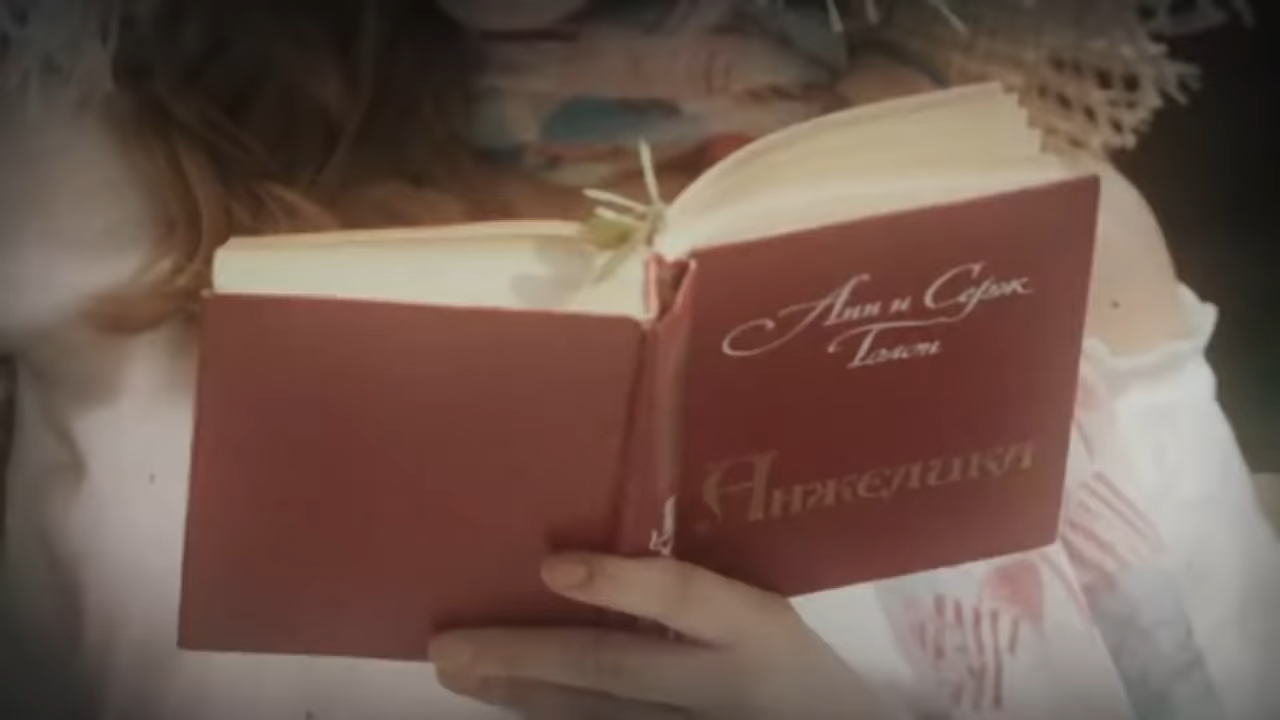 Анн и Серж
Голон
Анжелика